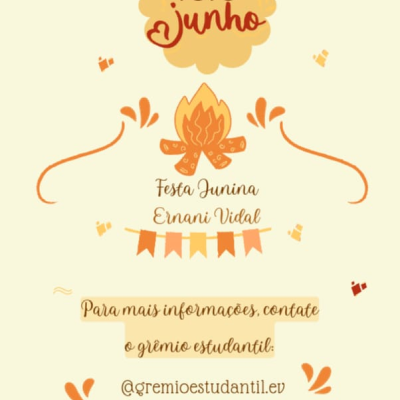 junho
Festa Junina
Ernani Vidal
Para mais informações, contate
o grêmio estudantil:
@gremioestudantil.ev